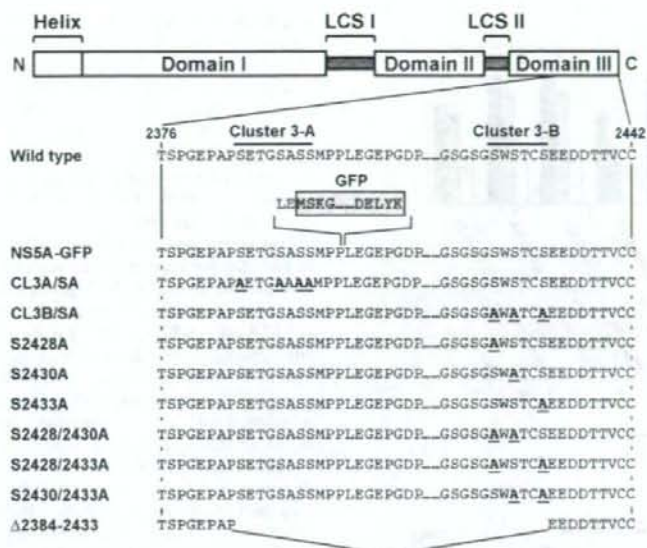 Helix LCS I LCS II
N Domain I Domain II Domain III C
2376 Cluster 3-A Cluster 3-B 2442
Wild type TSPGEPAPSETGSASSMPPLEGEPGDP......GSGSGSWSTCSEEDDTTVCC
GFP
LEMSKG......DELYK
NS5A-GFP TSPGEPAPSETGSASSMPPLEGEPGDP......GSGSGSWSTCSEEDDTTVCC
CL3A/SA TSPGEPAPAETGAAAAMPPLEGEPGDP......GSGSGSWSTCSEEDDTTVCC
CL3B/SA TSPGEPAPSETGSASSMPPLEGEPGDP......GSGSGAWATCAEEDDTTVCC
S2428A TSPGEPAPSETGSASSMPPLEGEPGDP......GSGSGAWSTCSEEDDTTVCC
S2430A TSPGEPAPSETGSASSMPPLEGEPGDP......GSGSGSWATCSEEDDTTVCC
S2433A TSPGEPAPSETGSASSMPPLEGEPGDP......GSGSGSWSTCAEEDDTTVCC
S2428/2430A TSPGEPAPSETGSASSMPPLEGEPGDP......GSGSGAWATCSEEDDTTVCC
S2428/2433A TSPGEPAPSETGSASSMPPLEGEPGDP......GSGSGAWSTCAEEDDTTVCC
S2430/2433A TSPGEPAPSETGSASSMPPLEGEPGDP......GSGSGSWATCAEEDDTTVCC
Δ2384-2433 TSPGEPAP EEDDTTVCC